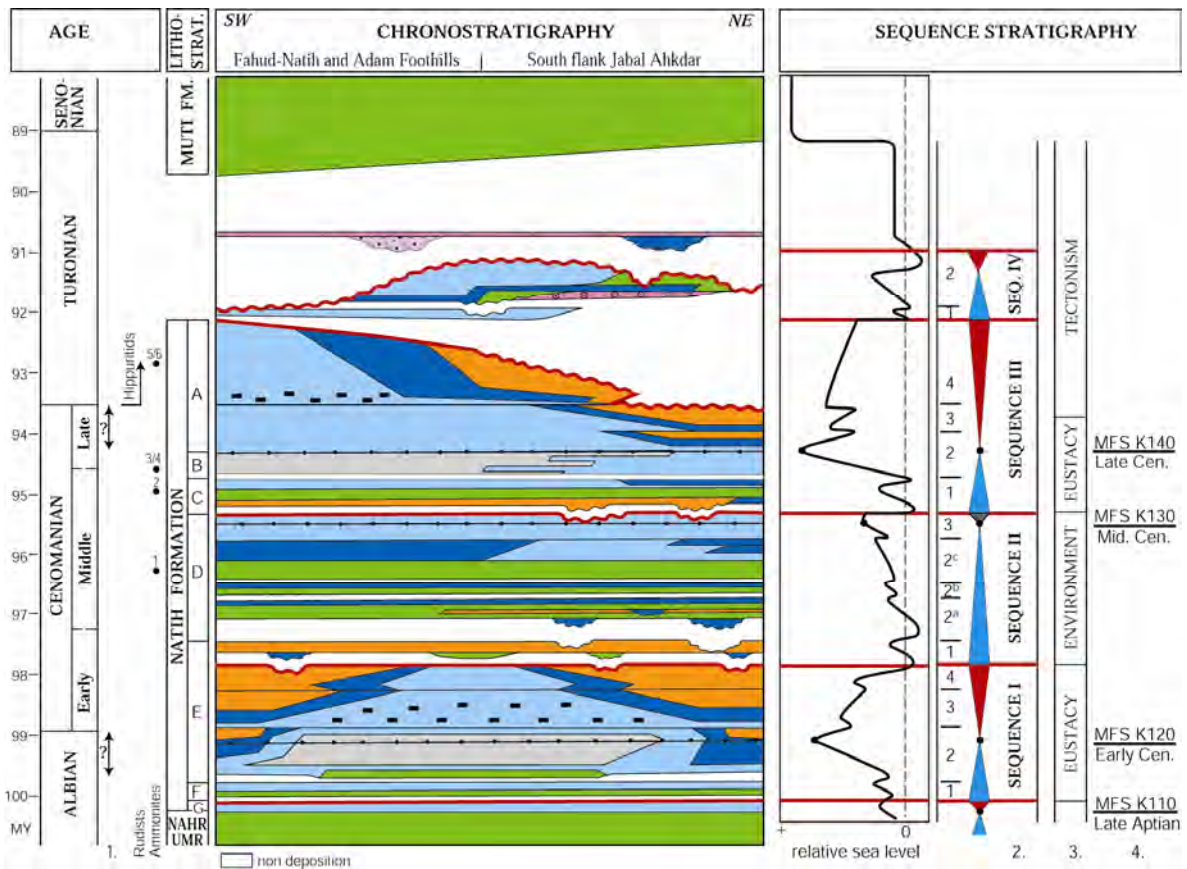 AGE
LITHO-
STRAT.
SW
NE
CHRONOSTRATIGRAPHY
Fahud-Natih and Adam Foothills
South flank Jabal Ahkdar
SEQUENCE STRATIGRAPHY
SENO-
NIAN
TURONIAN
CENOMANIAN
Late
Middle
Early
ALBIAN
89
90
91
92
93
94
95
96
97
98
99
100
MY
?
?
Hippuritids
5/6
3/4
2
1
Rudists
Ammonites
1.
MUTI FM.
NATIH FORMATION
A
B
C
D
E
F
G
NAHR
UMR
non deposition
+
0
relative sea level
2
1
SEQ. IV
4
3
2
1
SEQUENCE III
3
2c
2b
2a
1
SEQUENCE II
4
3
2
1
SEQUENCE I
TECTONISM
EUSTACY
ENVIRONMENT
EUSTACY
MFS K140
Late Cen.
MFS K130
Mid. Cen.
MFS K120
Early Cen.
MFS K110
Late Aptian
2.
3.
4.